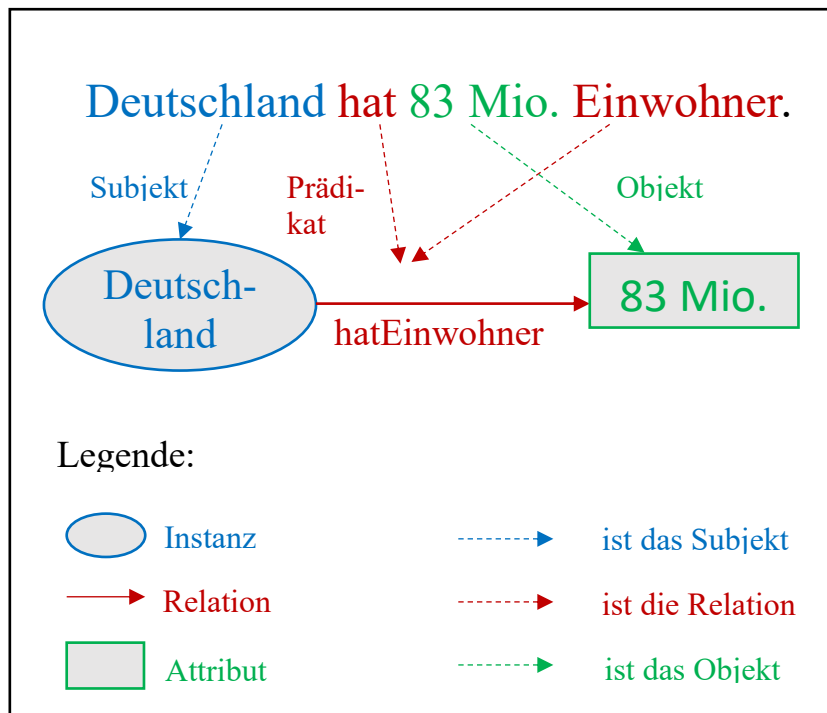 Deutschland hat 83 Mio. Einwohner.
Subjekt
Prädi-
kat
Objekt
Deutsch-
land
hatEinwohner
83 Mio.
Legende:
Instanz
ist das Subjekt
Relation
ist die Relation
Attribut
ist das Objekt